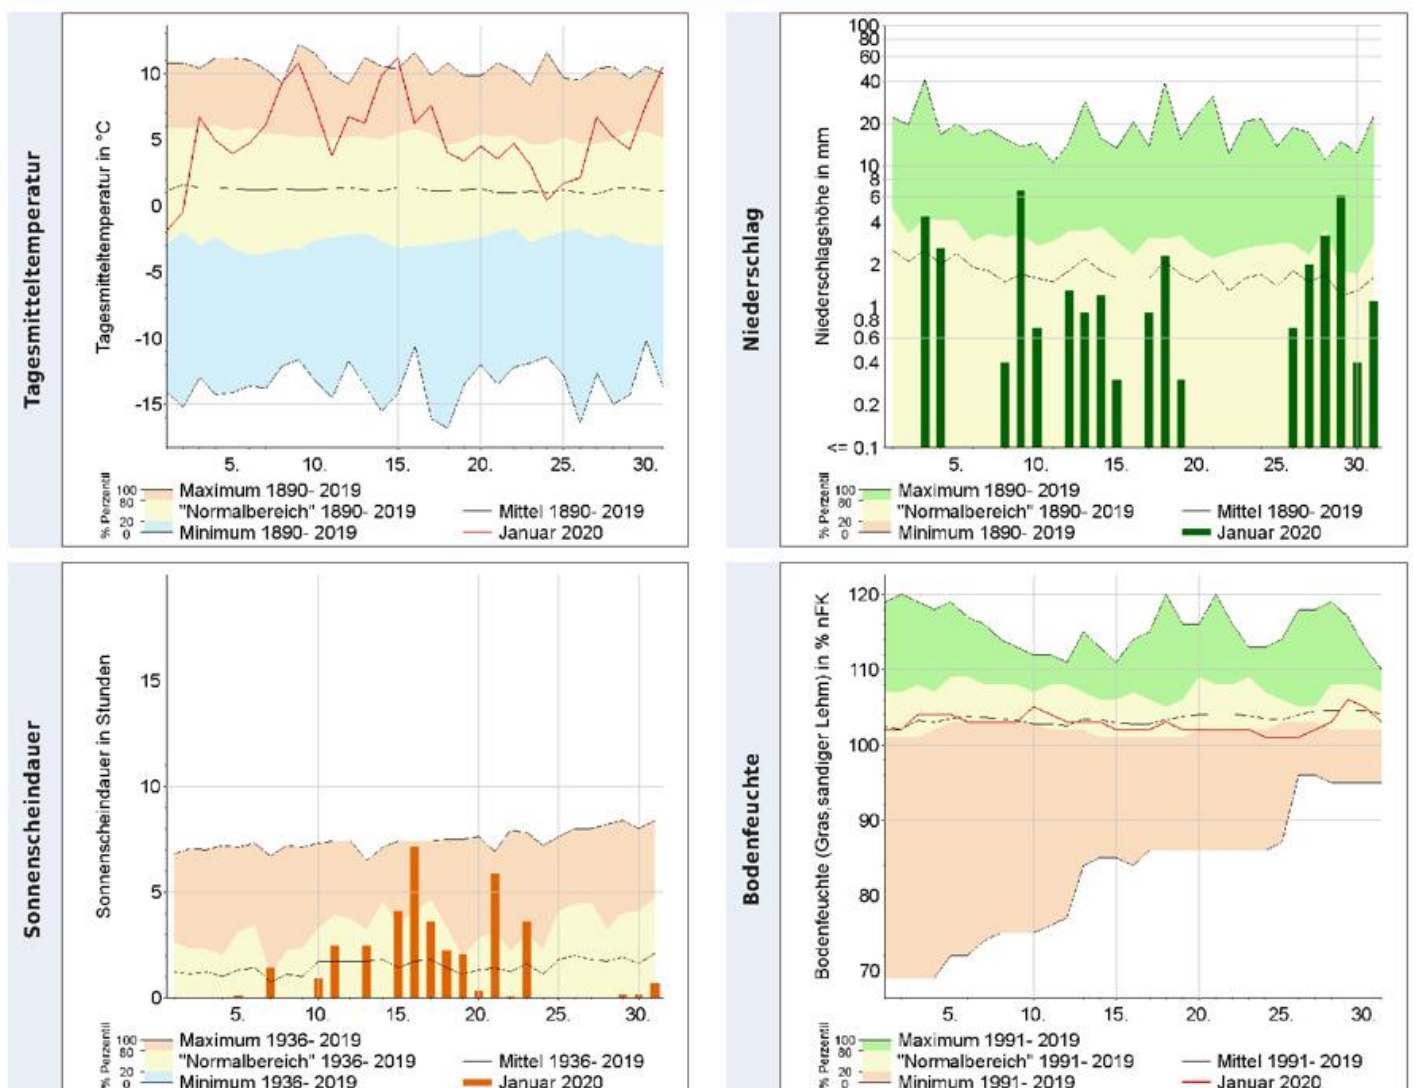 Tagesmitteltemperatur
Tagesmitteltemperatur in °C
10
5
0
-5
-10
-15
5. 10. 15. 20. 25. 30.
% Perzentil
100 Maximum 1890- 2019
80 "Normalbereich" 1890- 2019 Mittel 1890- 2019
20
0 Minimum 1890- 2019 Januar 2020
Niederschlag
Niederschlagshöhe in mm
100
80
60
40
20
10
8
6
4
2
1
0.8
0.6
0.4
0.2
<= 0.1
5. 10. 15. 20. 25. 30.
% Perzentil
100 Maximum 1890- 2019
80 "Normalbereich" 1890- 2019 Mittel 1890- 2019
20
0 Minimum 1890- 2019 Januar 2020
Sonnenscheindauer
Sonnenscheindauer in Stunden
15
10
5
0
5. 10. 15. 20. 25. 30.
% Perzentil
100 Maximum 1936- 2019
80 "Normalbereich" 1936- 2019 Mittel 1936- 2019
20
0 Minimum 1936- 2019 Januar 2020
Bodenfeuchte
Bodenfeuchte (Gras, sandiger Lehm) in % nFK
120
110
100
90
80
70
5. 10. 15. 20. 25. 30.
% Perzentil
100 Maximum 1991- 2019
80 "Normalbereich" 1991- 2019 Mittel 1991- 2019
20
0 Minimum 1991- 2019 Januar 2020